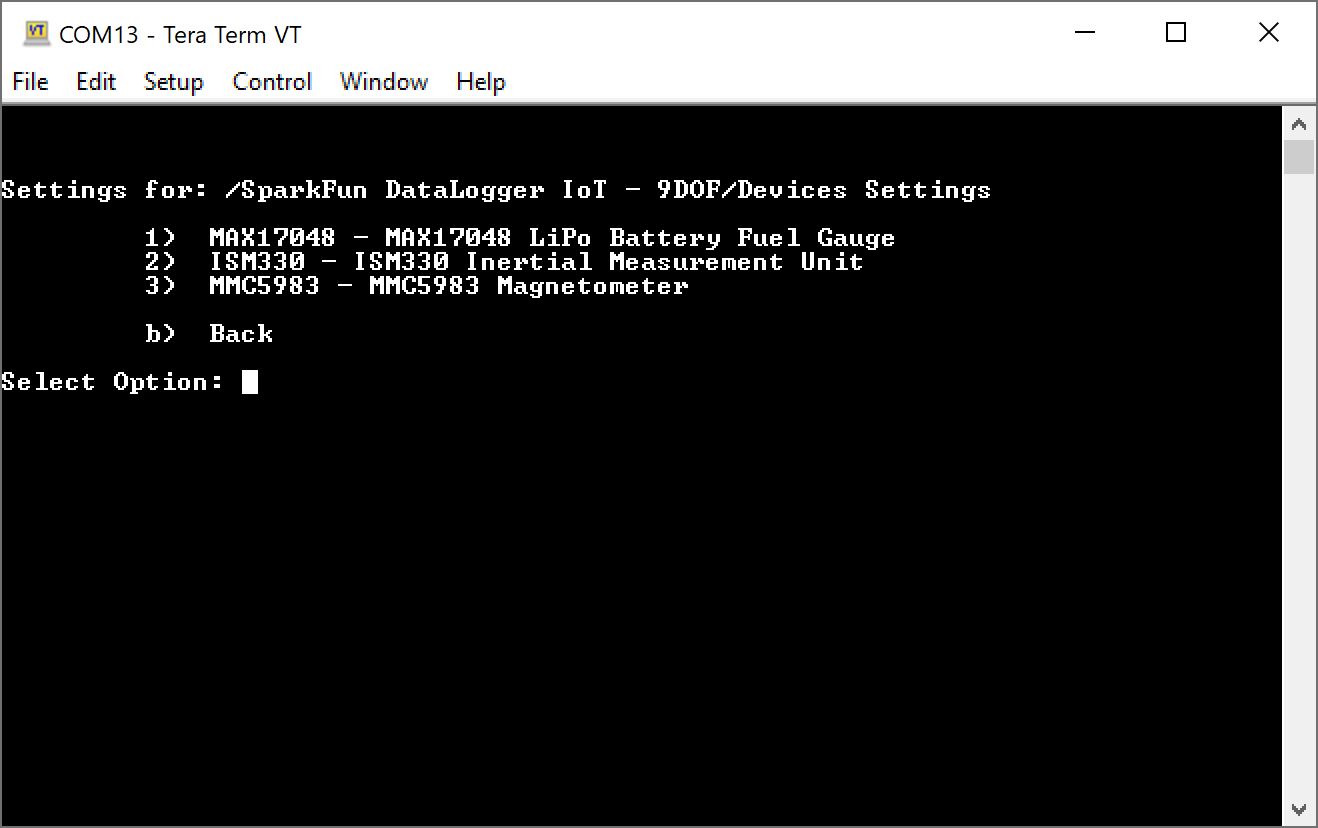 VT COM13 - Tera Term VT
File Edit Setup Control Window Help
Settings for: /SparkFun DataLogger IoT - 9DOF/Devices Settings
1) MAX17048 - MAX17048 LiPo Battery Fuel Gauge
2) ISM330 - ISM330 Inertial Measurement Unit
3) MMC5983 - MMC5983 Magnetometer
b) Back
Select Option: